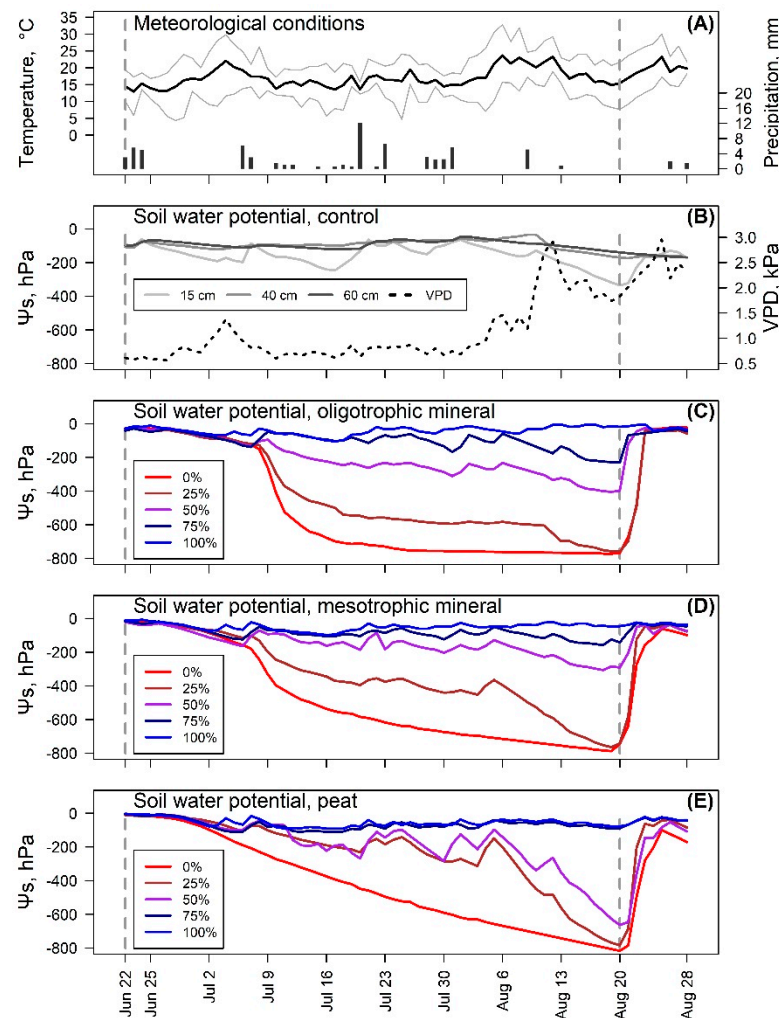 Meteorological conditions (A)
Temperature, °C
35
30
25
20
15
10
5
0
Precipitation, mm
20
16
12
8
4
0
Soil water potential, control (B)
Ψs, hPa
0
-200
-400
-600
-800
15 cm 40 cm 60 cm VPD
VPD, kPa
3.0
2.5
2.0
1.5
1.0
0.5
Soil water potential, oligotrophic mineral (C)
Ψs, hPa
0
-200
-400
-600
-800
0%
25%
50%
75%
100%
Soil water potential, mesotrophic mineral (D)
Ψs, hPa
0
-200
-400
-600
-800
0%
25%
50%
75%
100%
Soil water potential, peat (E)
Ψs, hPa
0
-200
-400
-600
-800
0%
25%
50%
75%
100%
Jun 22
Jun 25
Jul 2
Jul 9
Jul 16
Jul 23
Jul 30
Aug 6
Aug 13
Aug 20
Aug 28